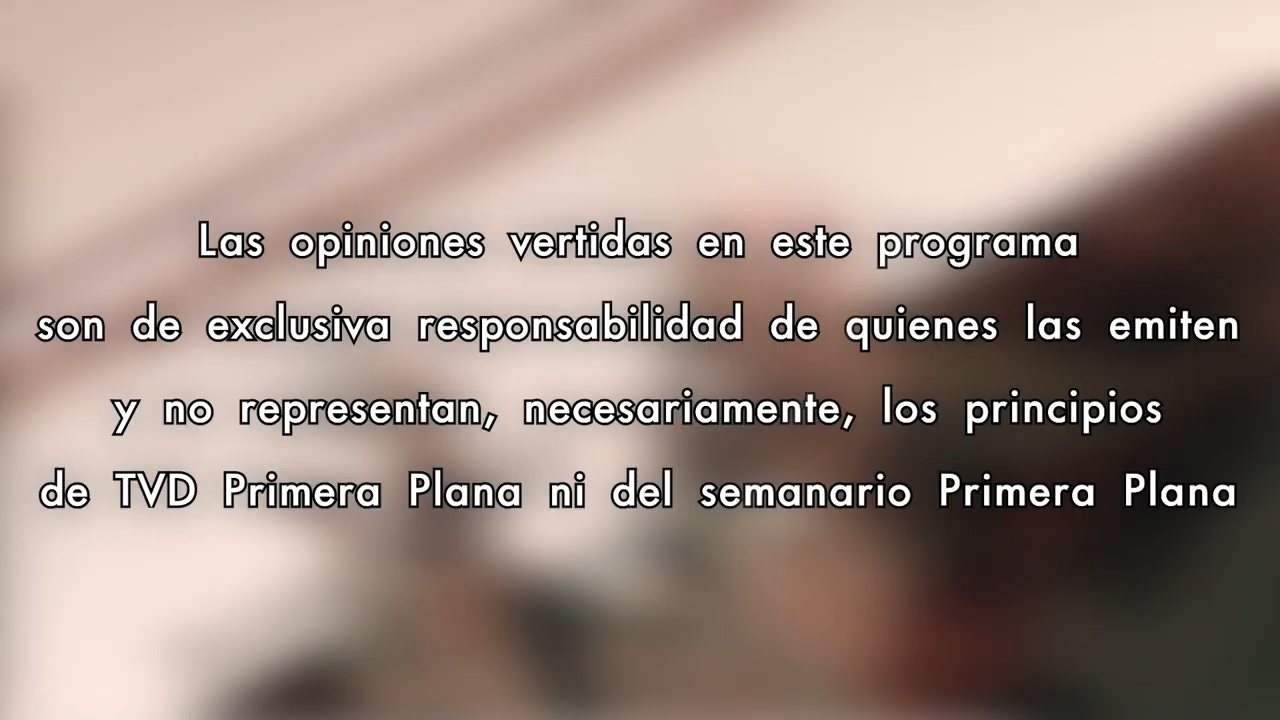 Las opiniones vertidas en este programa
son de exclusiva responsabilidad de quienes las emiten
y no representan, necesariamente, los principios
de TVD Primera Plana ni del semanario Primera Plana